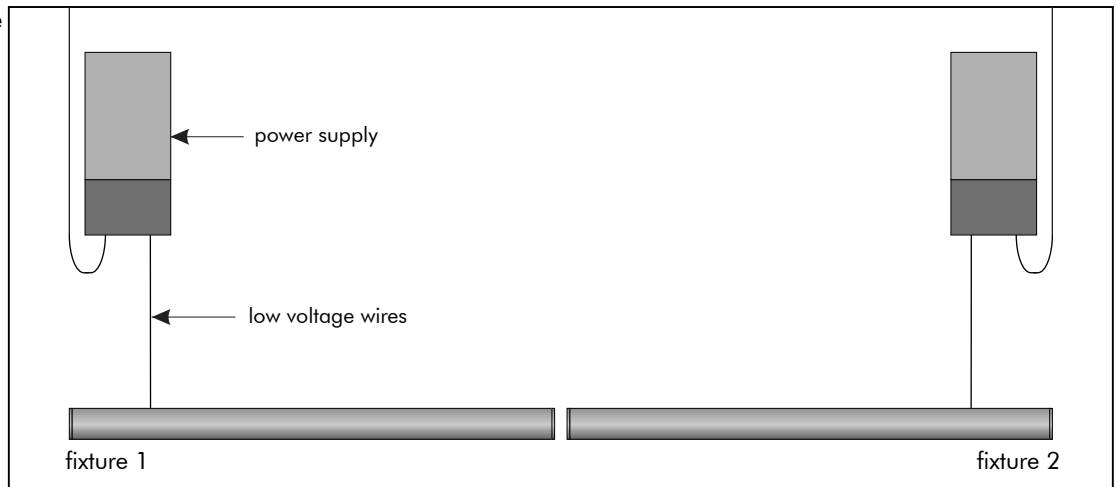 e
power supply
low voltage wires
fixture 1
fixture 2